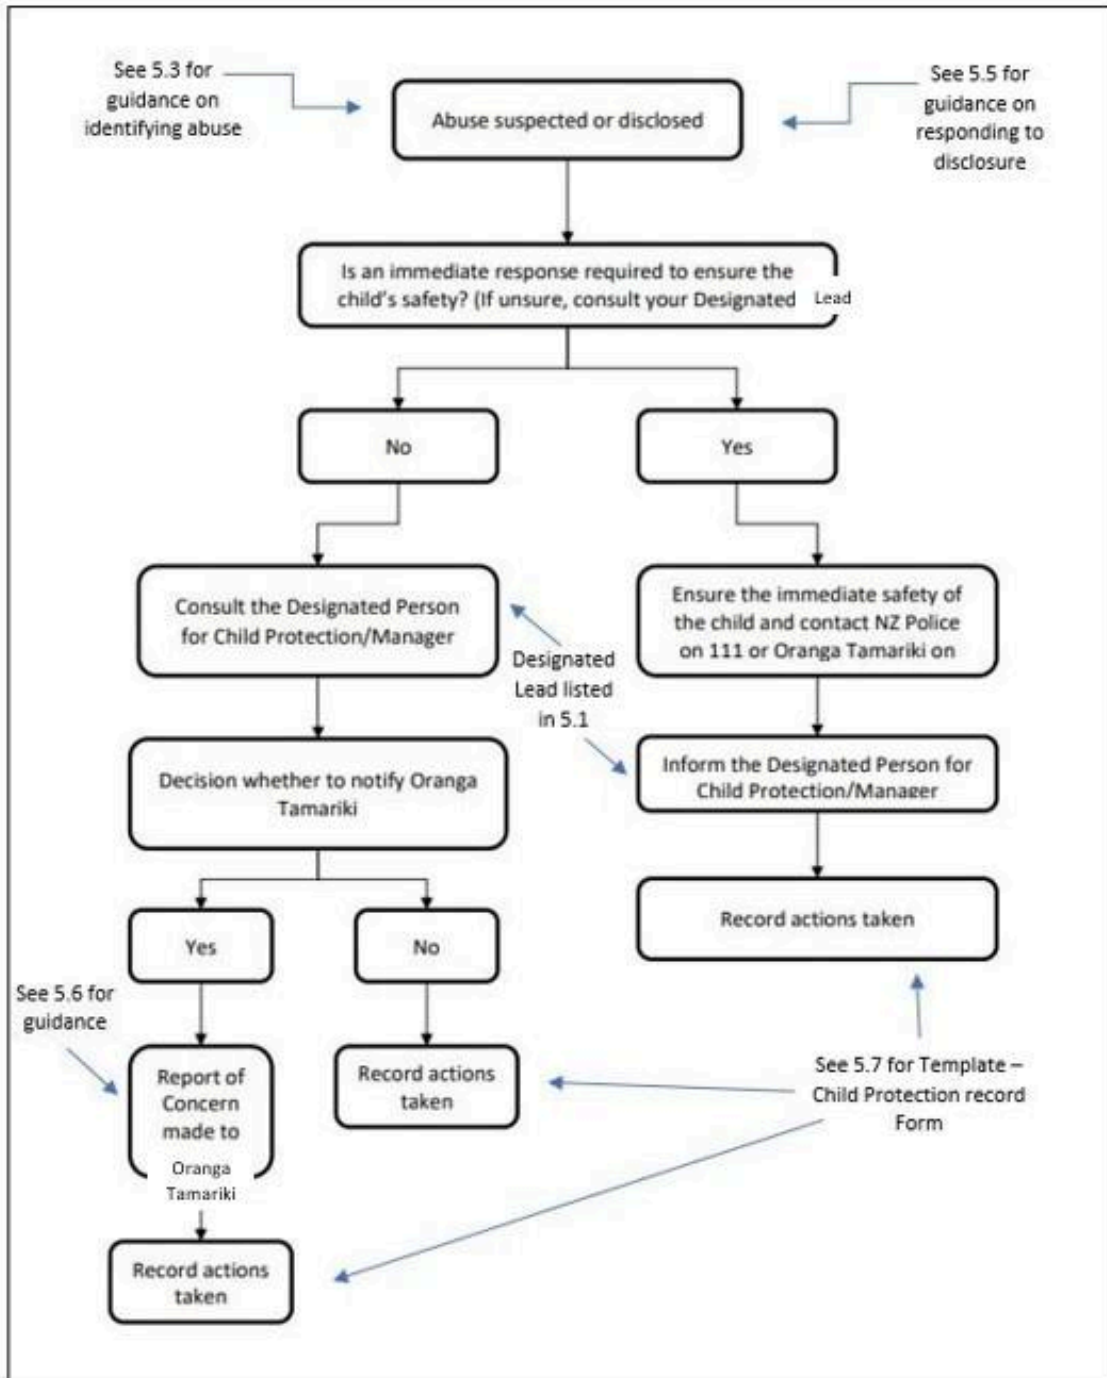 See 5.3 for
guidance on
identifying abuse
Abuse suspected or disclosed
See 5.5 for
guidance on
responding to
disclosure
Is an immediate response required to ensure the
child's safety? (If unsure, consult your Designated Lead
No
Yes
Consult the Designated Person
for Child Protection/Manager
Ensure the immediate safety of
the child and contact NZ Police
on 111 or Oranga Tamariki on
Designated
Lead listed
in 5.1
Decision whether to notify Oranga
Tamariki
Inform the Designated Person for
Child Protection/Manager
Yes
No
Record actions taken
See 5.6 for
guidance
Report of
Concern
made to
Oranga
Tamariki
Record actions
taken
See 5.7 for Template –
Child Protection record
Form
Record actions
taken